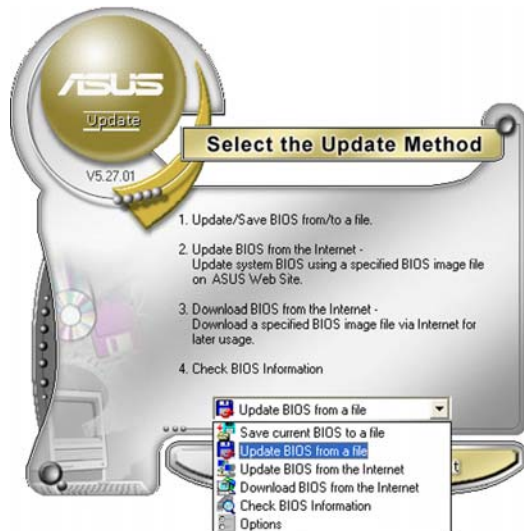 ASUS
Update
V5.27.01
Select the Update Method
1. Update/Save BIOS from/to a file.
2. Update BIOS from the Internet -
Update system BIOS using a specified BIOS image file
on ASUS Web Site.
3. Download BIOS from the Internet -
Download a specified BIOS image file via Internet for
later usage.
4. Check BIOS Information
Update BIOS from a file
Save current BIOS to a file
Update BIOS from a file
Update BIOS from the Internet
Download BIOS from the Internet
Check BIOS Information
Options